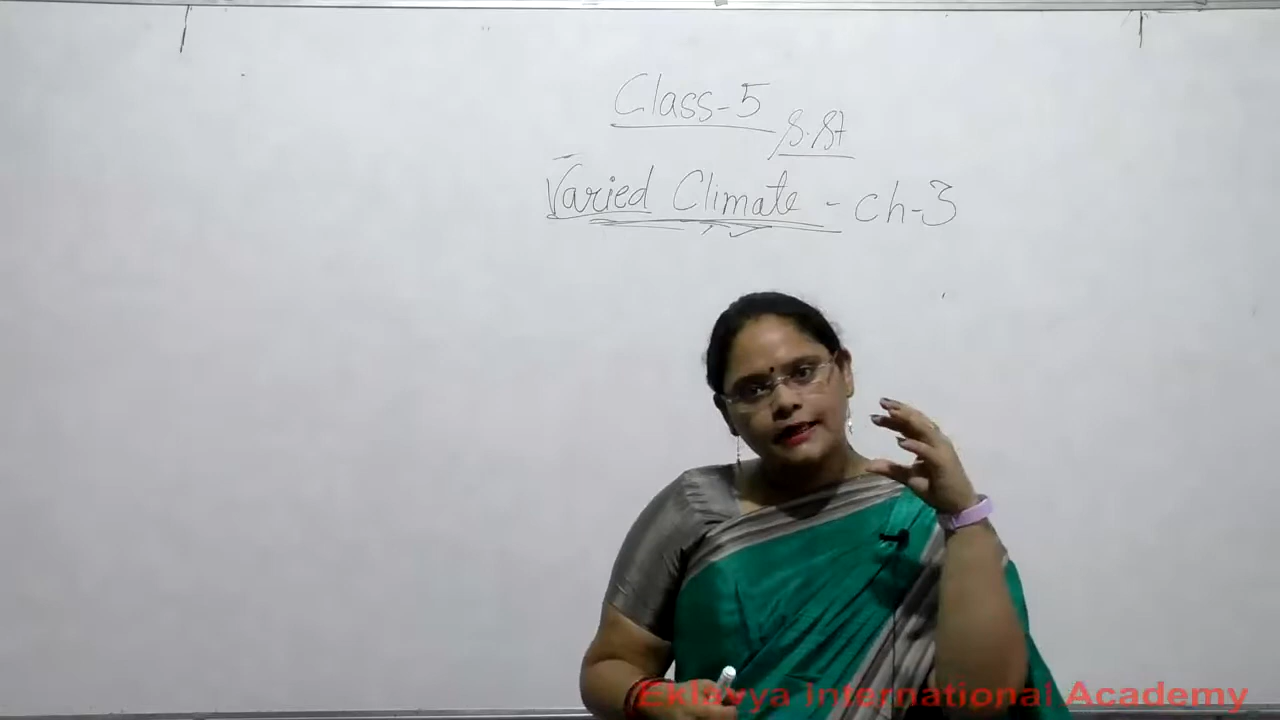 Class-5
S.St
Varied Climate - Ch-3
Eklavya International Academy